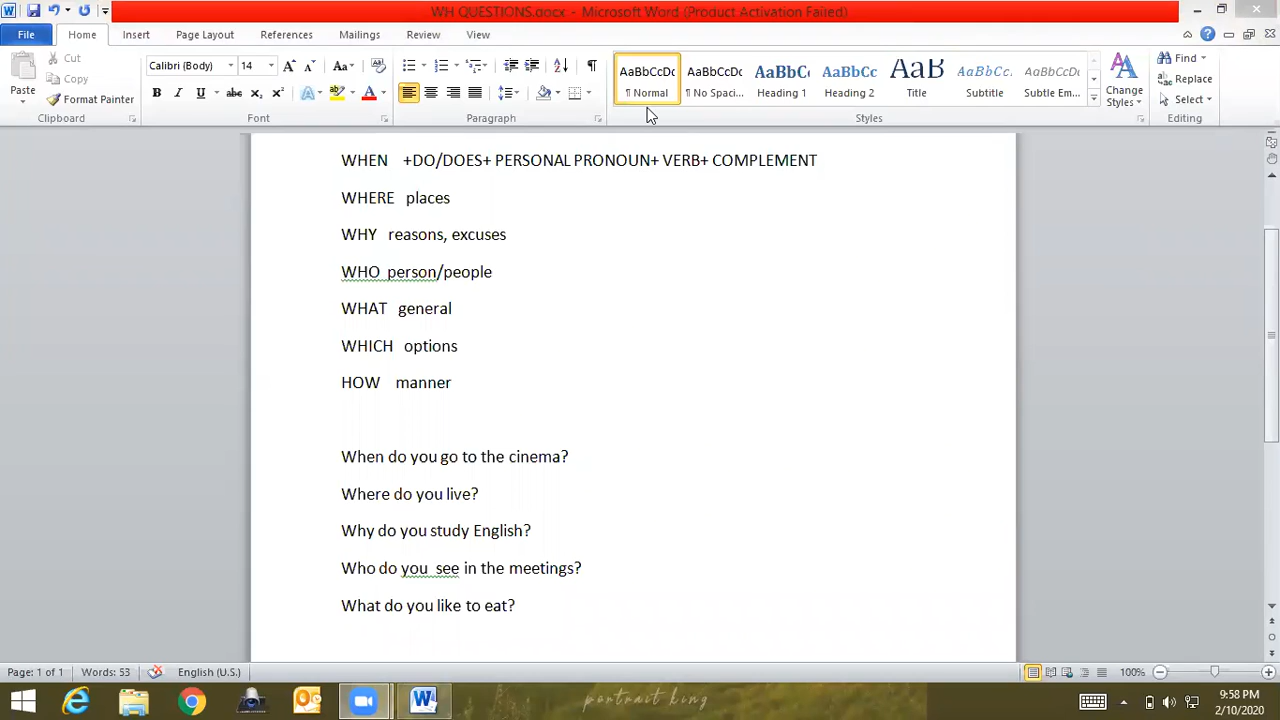 WH QUESTIONS.docx - Microsoft Word (Product Activation Failed)
File Home Insert Page Layout References Mailings Review View
Paste
Cut
Copy
Format Painter
Clipboard
Calibri (Body) 14
Font
Paragraph
AaBbCcDc AaBbCcDc AaBbCc AaBbCc AaB AaBbCc. AaBbCcDc
¶ Normal ¶ No Spaci... Heading 1 Heading 2 Title Subtitle Subtle Em...
Change Styles
Styles
Find
Replace
Select
Editing
WHEN +DO/DOES+ PERSONAL PRONOUN+ VERB+ COMPLEMENT
WHERE places
WHY reasons, excuses
WHO person/people
WHAT general
WHICH options
HOW manner
When do you go to the cinema?
Where do you live?
Why do you study English?
Who do you see in the meetings?
What do you like to eat?
Page: 1 of 1 Words: 53 English (U.S.) 100%
portrait king
9:58 PM
2/10/2020